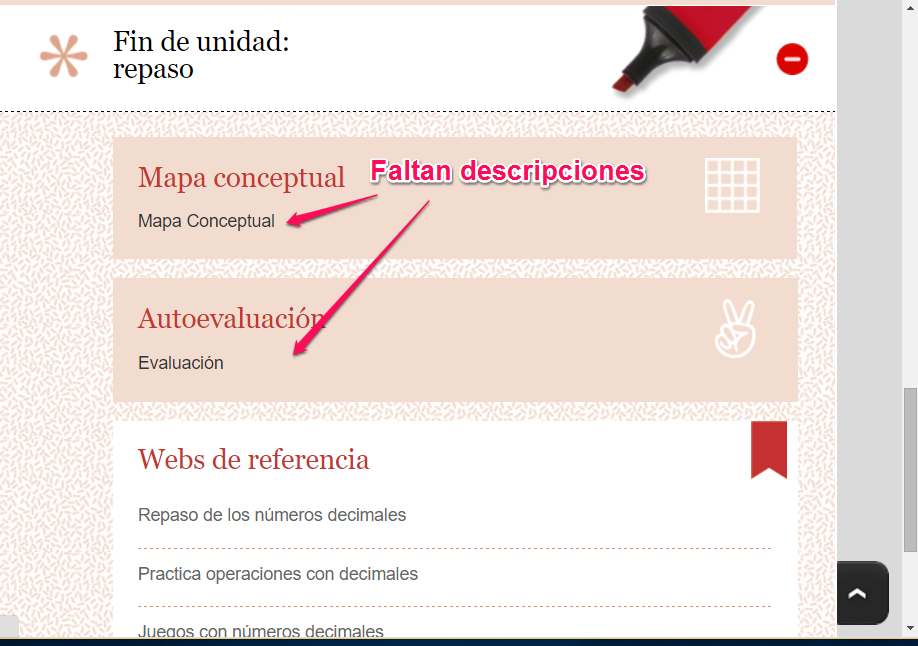 Fin de unidad:
repaso
Mapa conceptual
Faltan descripciones
Mapa Conceptual
Autoevaluación
Evaluación
Webs de referencia
Repaso de los números decimales
Practica operaciones con decimales
Juegos con números decimales